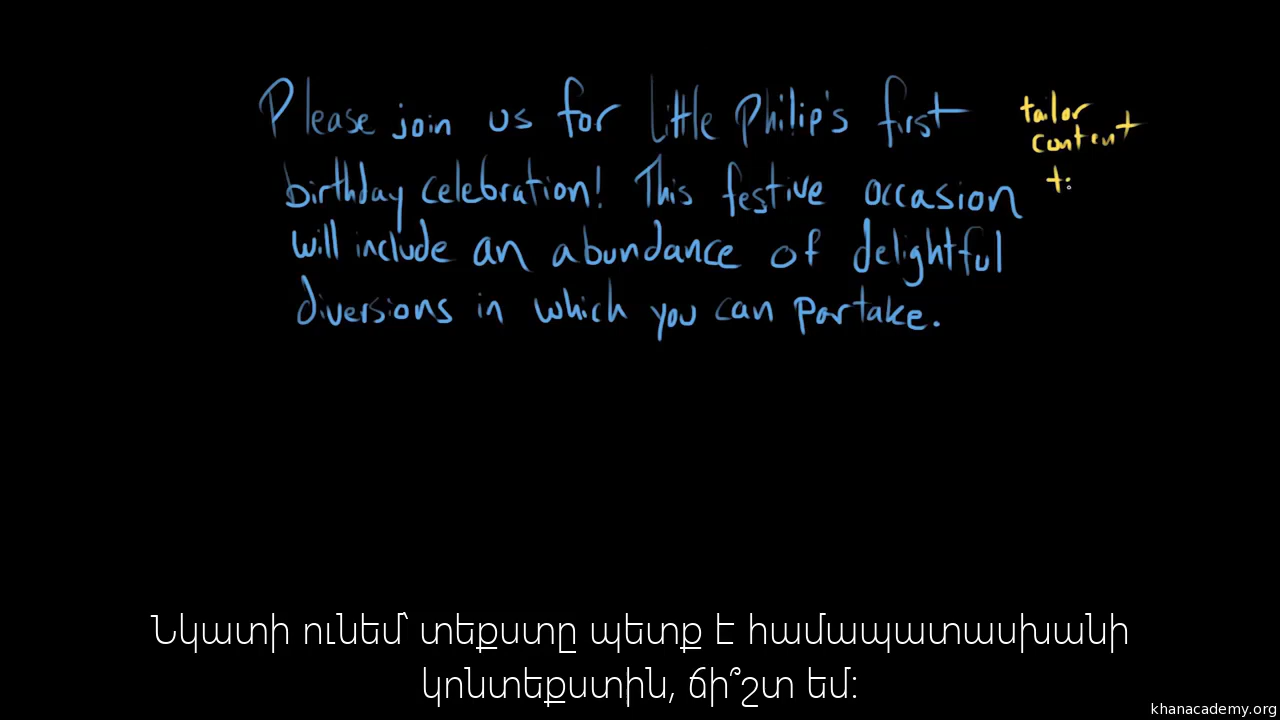 Please join us for little Philip's first
birthday celebration! This festive occasion
will include an abundance of delightful
diversions in which you can partake.
tailor
content
to
Նկատի ունեմ՝ տեքստը պետք է համապատասխանի
կոնտեքստին, ճի՞շտ եմ:
khanacademy.org